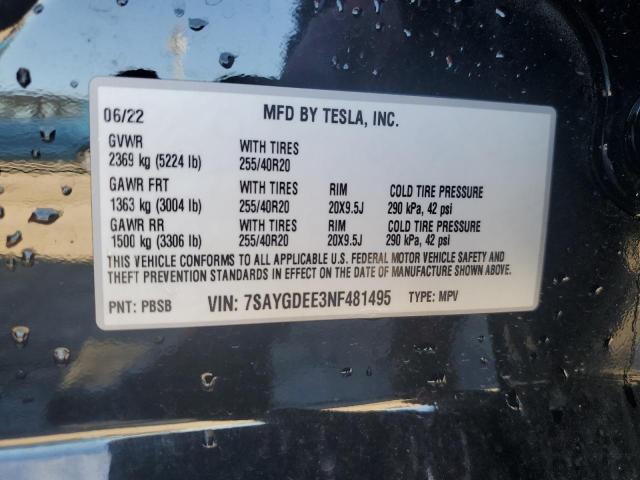 06/22 MFD BY TESLA, INC.
GVWR WITH TIRES
2369 kg (5224 lb) 255/40R20
GAWR FRT WITH TIRES RIM COLD TIRE PRESSURE
1363 kg (3004 lb) 255/40R20 20X9.5J 290 kPa, 42 psi
GAWR RR WITH TIRES RIM COLD TIRE PRESSURE
1500 kg (3306 lb) 255/40R20 20X9.5J 290 kPa, 42 psi
THIS VEHICLE CONFORMS TO ALL APPLICABLE U.S. FEDERAL MOTOR VEHICLE SAFETY AND
THEFT PREVENTION STANDARDS IN EFFECT ON THE DATE OF MANUFACTURE SHOWN ABOVE.
PNT: PBSB VIN: 7SAYGDEE3NF481495 TYPE: MPV